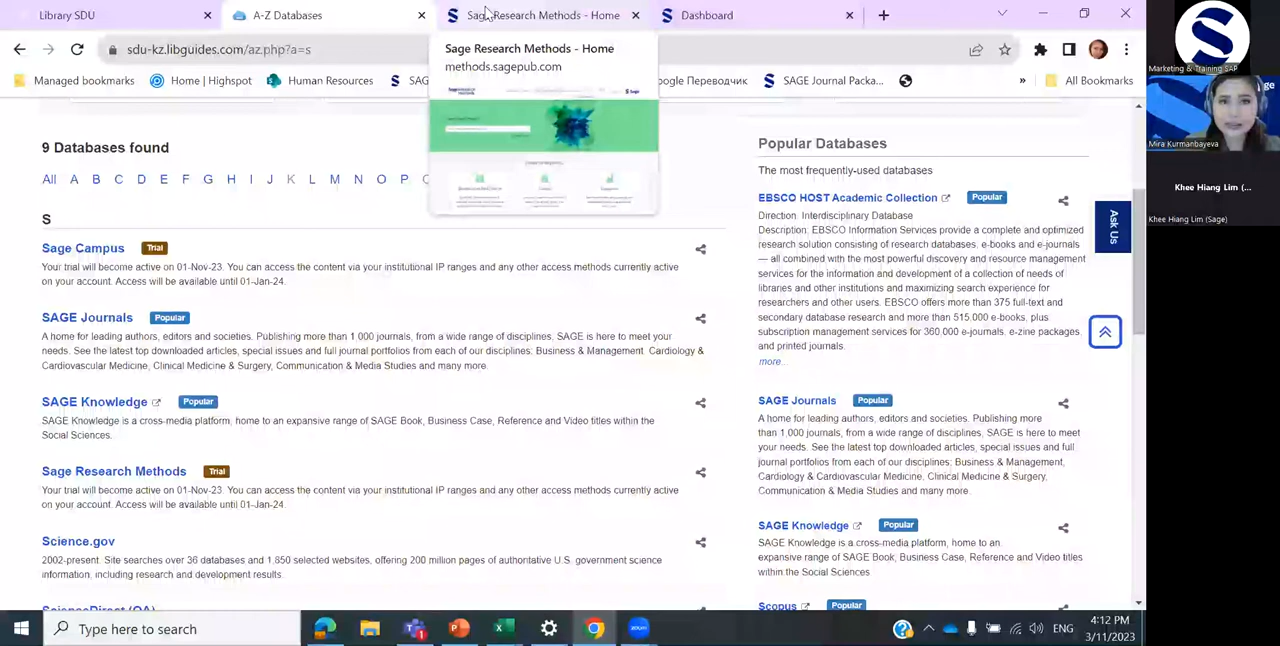 Library SDU
A-Z Databases
Sage Research Methods - Home
Dashboard
sdu-kz.libguides.com/az.php?a=s
Sage Research Methods - Home
methods.sagepub.com
Managed bookmarks
Home | Highspot
Human Resources
SAG
oogle Переводчик
SAGE Journal Packa...
»
All Bookmarks
9 Databases found
All A B C D E F G H I J K L M N O P
S
Sage Campus Trial
Your trial will become active on 01-Nov-23. You can access the content via your institutional IP ranges and any other access methods currently active
on your account. Access will be available until 01-Jan-24.
SAGE Journals Popular
A home for leading authors, editors and societies. Publishing more than 1 000 journals, from a wide range of disciplines, SAGE is here to meet your
needs. See the latest top downloaded articles, special issues and full journal portfolios from each of our disciplines: Business & Management, Cardiology &
Cardiovascular Medicine, Clinical Medicine & Surgery, Communication & Media Studies and many more.
SAGE Knowledge Popular
SAGE Knowledge is a cross-media platform, home to an expansive range of SAGE Book, Business Case, Reference and Video titles within the
Social Sciences.
Sage Research Methods Trial
Your trial will become active on 01-Nov-23. You can access the content via your institutional IP ranges and any other access methods currently active
on your account. Access will be available until 01-Jan-24.
Science.gov
2002-present. Site searches over 36 databases and 1,850 selected websites, offering 200 million pages of authortative U.S. government science
information, including research and development results.
ScienceDirect (OA)
Popular Databases
The most frequently-used databases
EBSCO HOST Academic Collection Popular
Direction: Interdisciplinary Database
Description: EBSCO Information Services provide a complete and optimized
research solution consisting of research databases. e-books and e-journals
— all combined with the most powerful discovery and resource management
services for the information and development of a collection of needs of
libraries and other institutions and maximizing search experience for
researchers and other users. EBSCO offers more than 375 full-text and
secondary database research and more than 515.000 e-books, plus
subscription management services for 360,000 e-journals. e-zine packages,
and printed journals.
more...
SAGE Journals Popular
A home for leading authors, editors and societies. Publishing more
than 1,000 journals, from a wide range of disciplines, SAGE is here to meet
your needs. See the latest top downloaded articles, special issues and full
journal portfolios from each of our disciplines: Business & Management,
Cardiology & Cardiovascular Medicine, Clinical Medicine & Surgery,
Communication & Media Studies and many more.
SAGE Knowledge Popular
SAGE Knowledge is a cross-media platform, home to an
expansive range of SAGE Book, Business Case, Reference and Video titles
within the Social Sciences.
Scopus Popular
Ask Us
Marketing & Training SAP
Mira Kurmanbayeva
Khee Hiang Lim (...
Khee Hiang Lim (Sage)
Type here to search
zoom
ENG
4:12 PM
3/11/2023